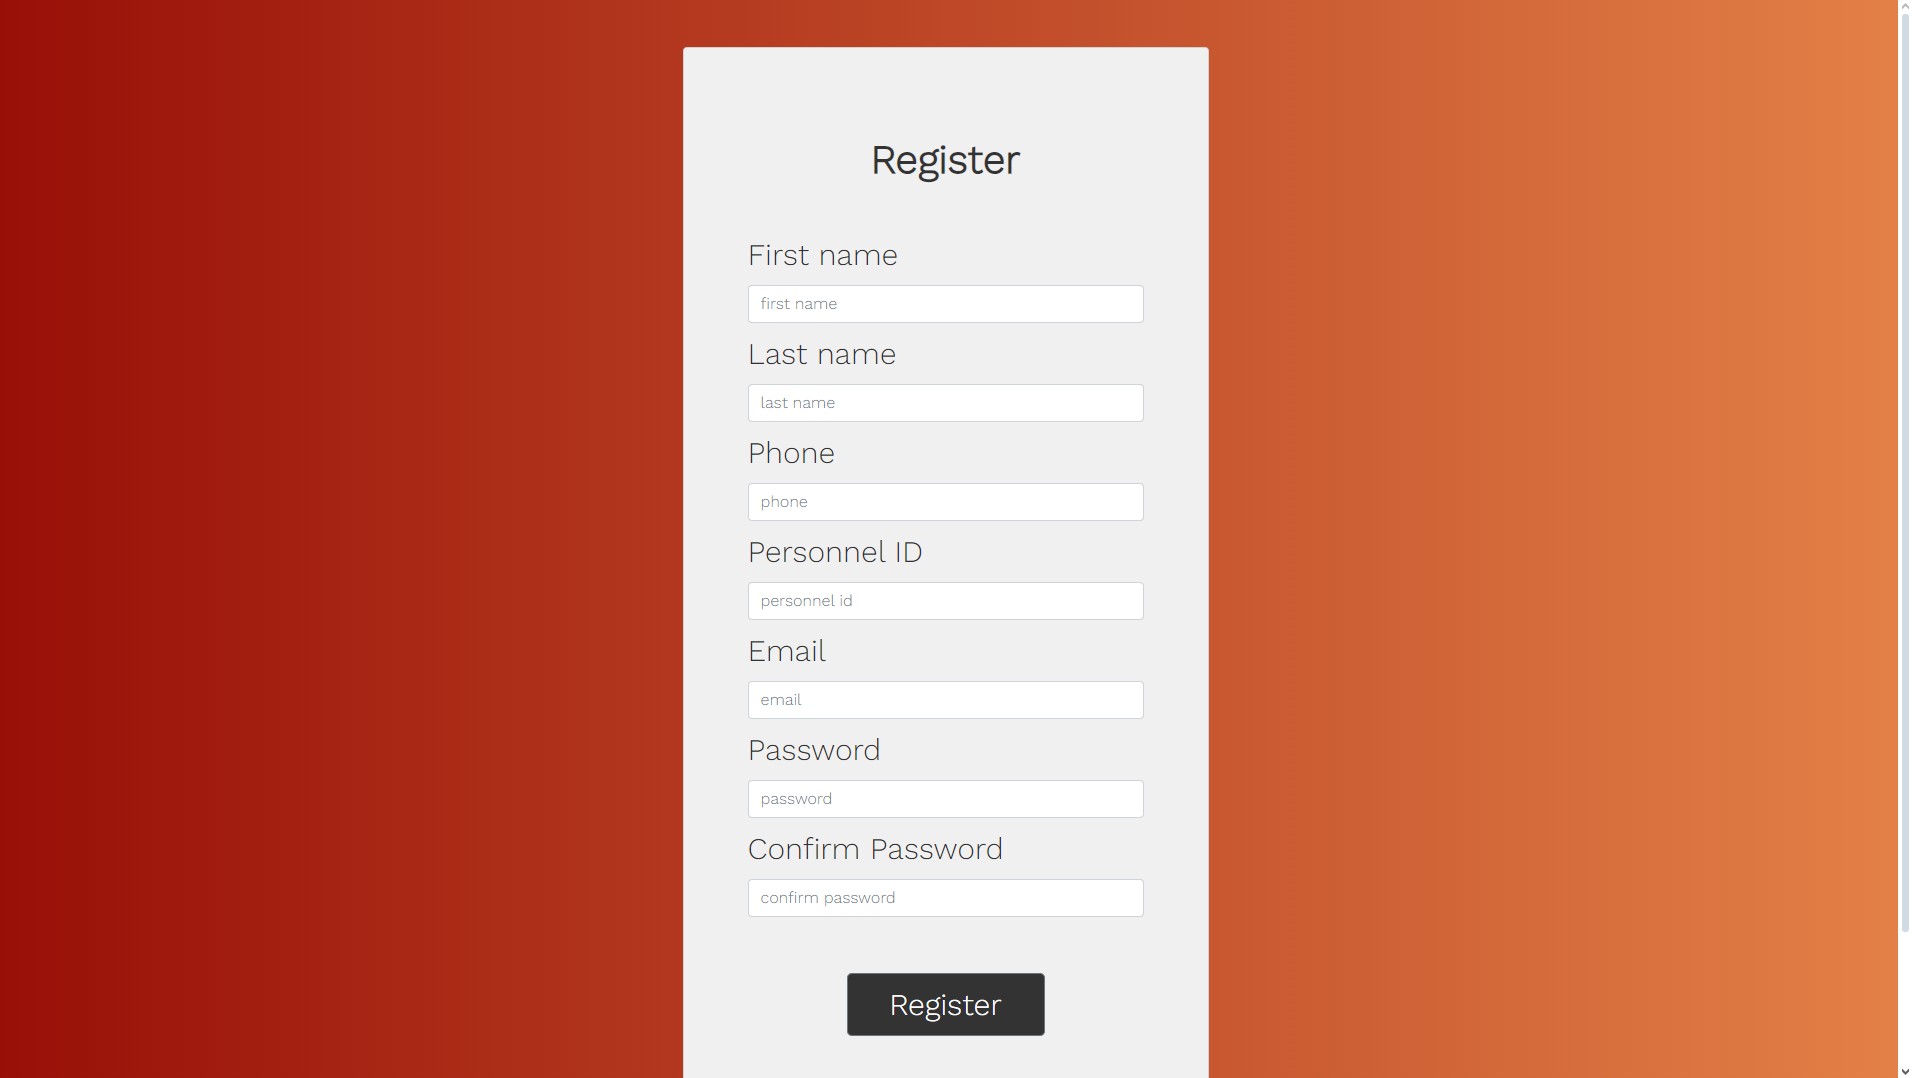 Register
First name
first name
Last name
last name
Phone
phone
Personnel ID
personnel id
Email
email
Password
password
Confirm Password
confirm password
Register